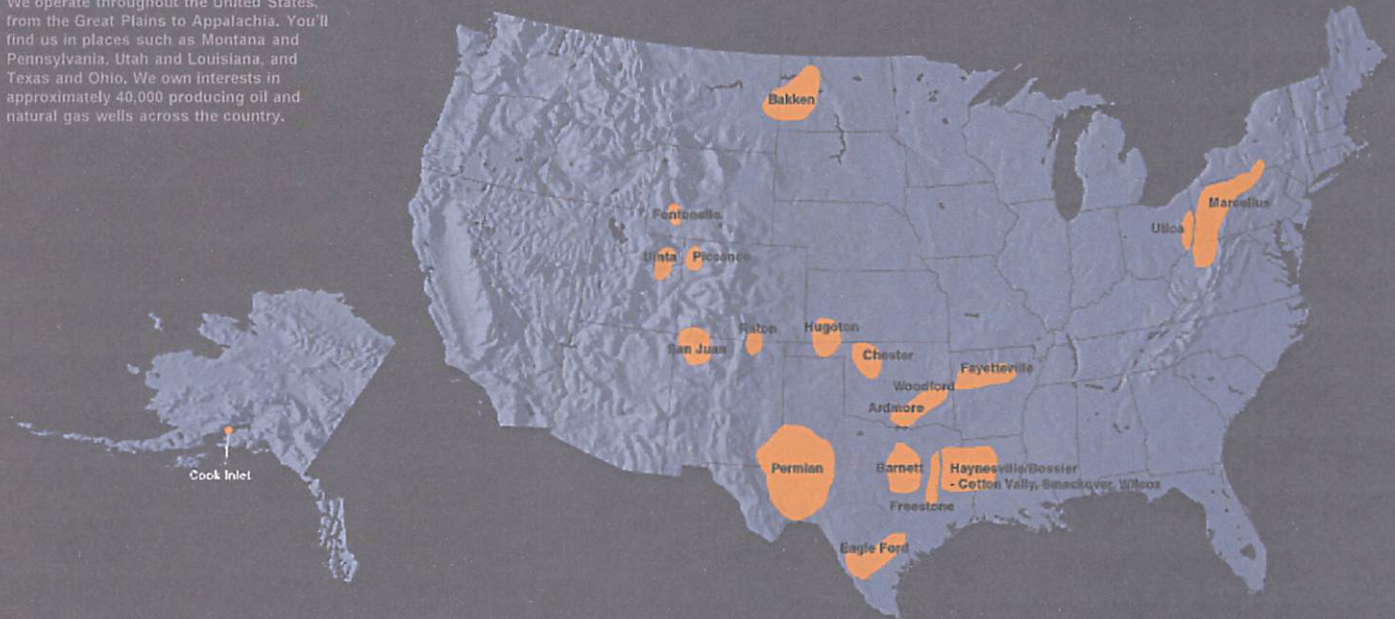 We operate throughout the United States,
from the Great Plains to Appalachia. You'll
find us in places such as Montana and
Pennsylvania, Utah and Louisiana, and
Texas and Ohio. We own interests in
approximately 40,000 producing oil and
natural gas wells across the country.
Bakken
Marcellus
Fontenelle
Utica
Uinta
Piceance
Raton
Hugoton
San Juan
Chester
Fayetteville
Woodford
Ardmore
Permian
Barnett
Haynesville/Bossier
- Cotton Vally, Smackover, Wilcox
Cook Inlet
Freestone
Eagle Ford